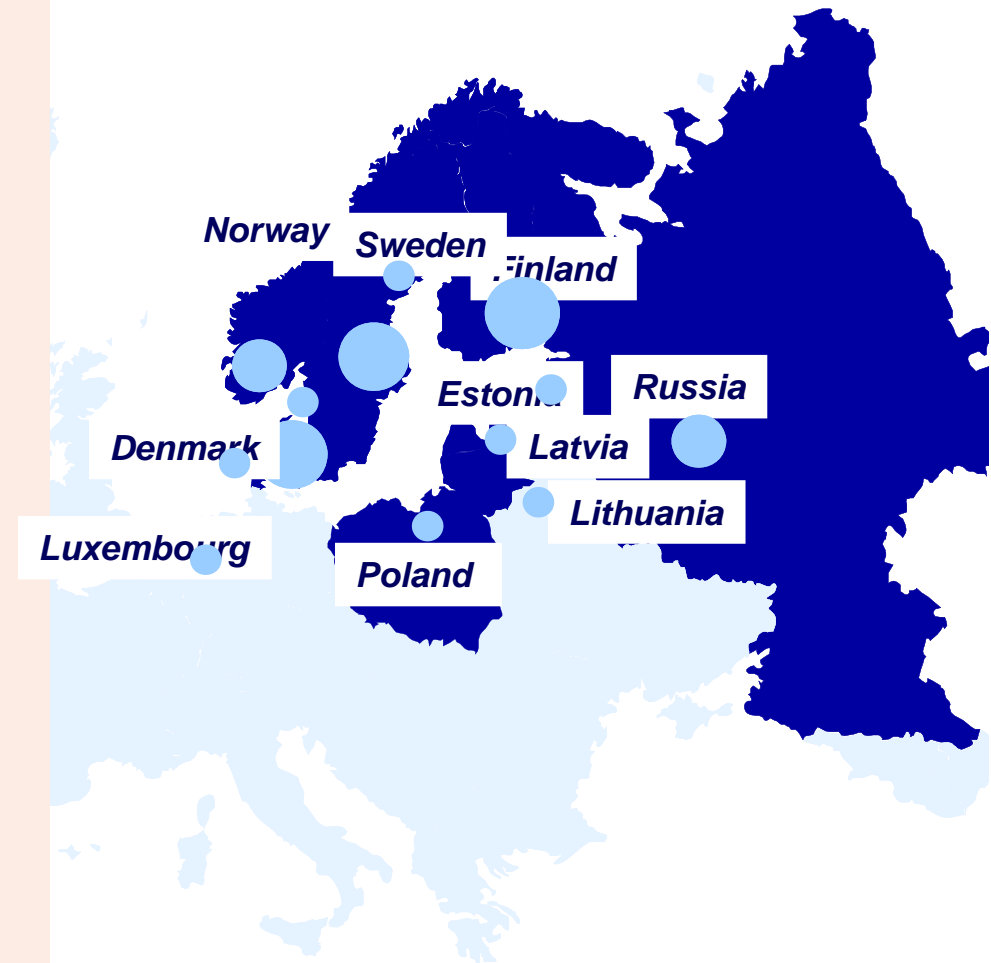 Norway
Sweden
Finland
Estonia
Russia
Denmark
Latvia
Lithuania
Luxembourg
Poland